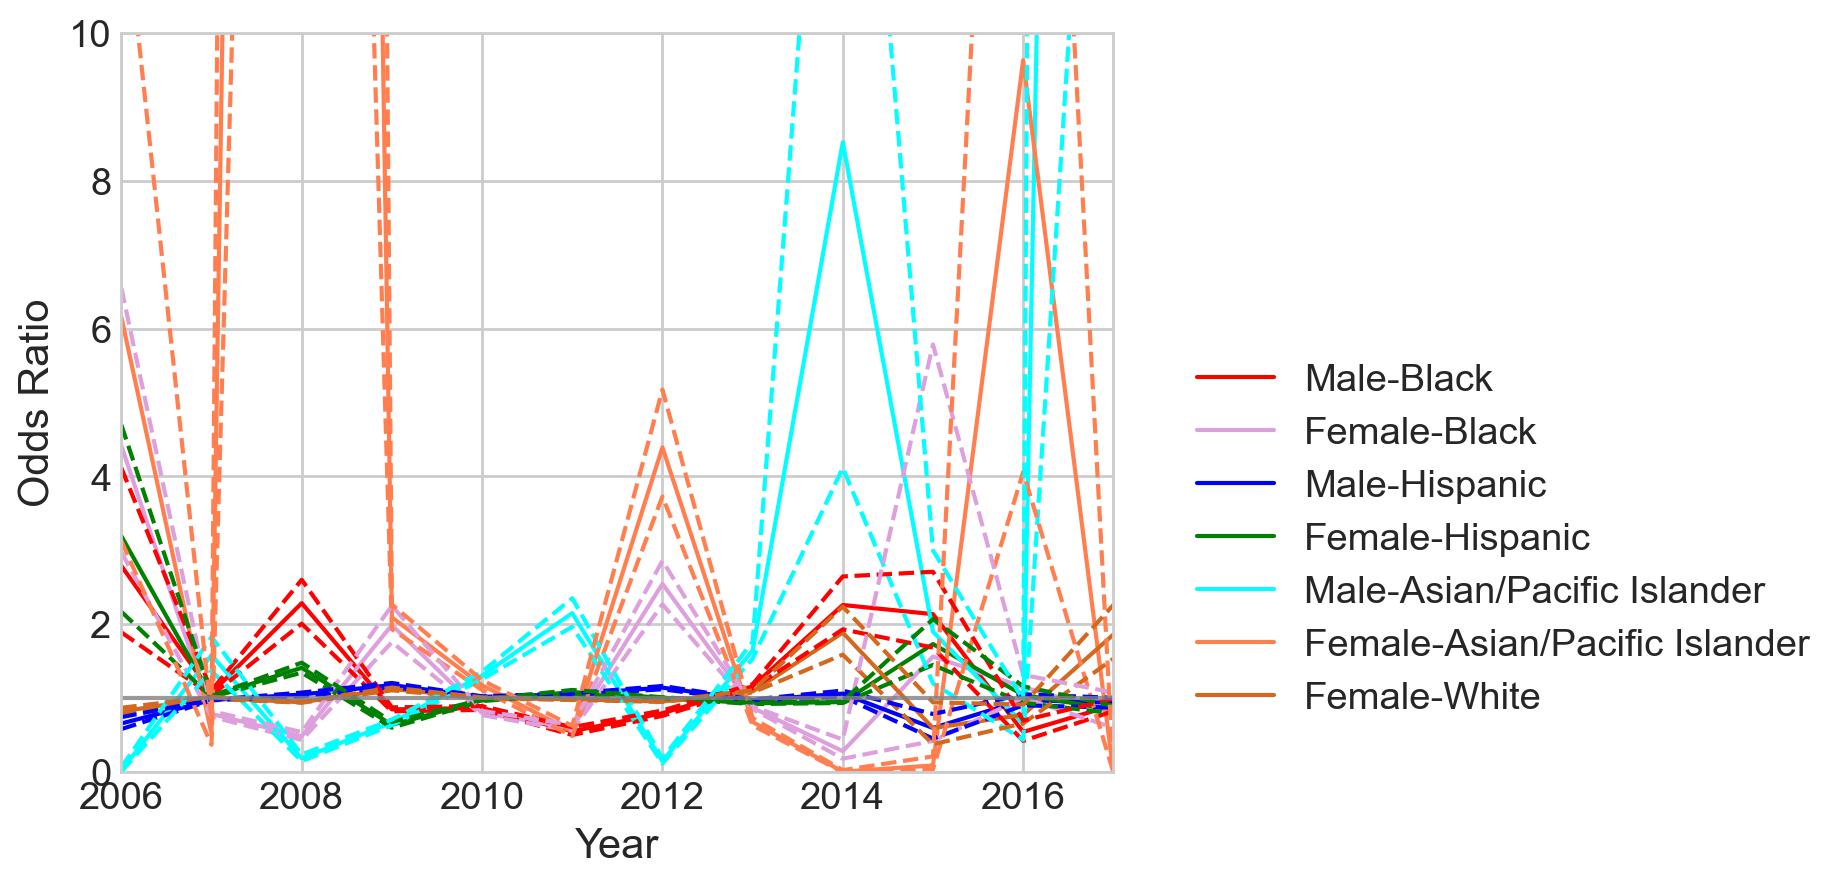 10
8
6
4
2
0
Odds Ratio
2006 2008 2010 2012 2014 2016
Year
Male-Black
Female-Black
Male-Hispanic
Female-Hispanic
Male-Asian/Pacific Islander
Female-Asian/Pacific Islander
Female-White